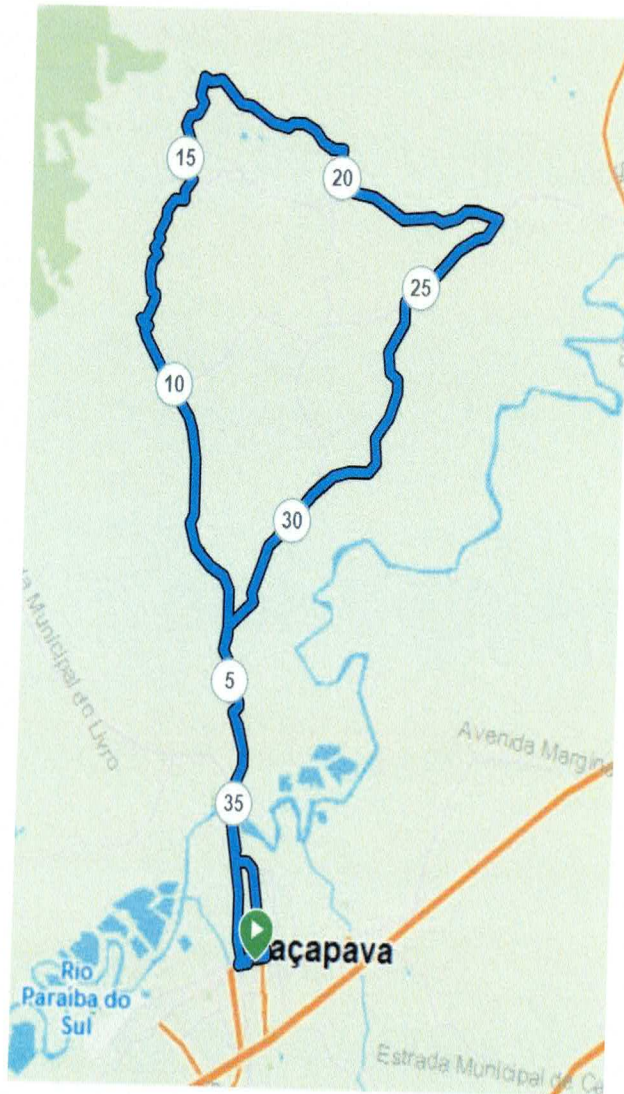 15
20
25
10
30
5
35
açapava
Rio
Paraíba do
Sul
Municipal do Livro
Avenida Margina
Estrada Municipal de Ca